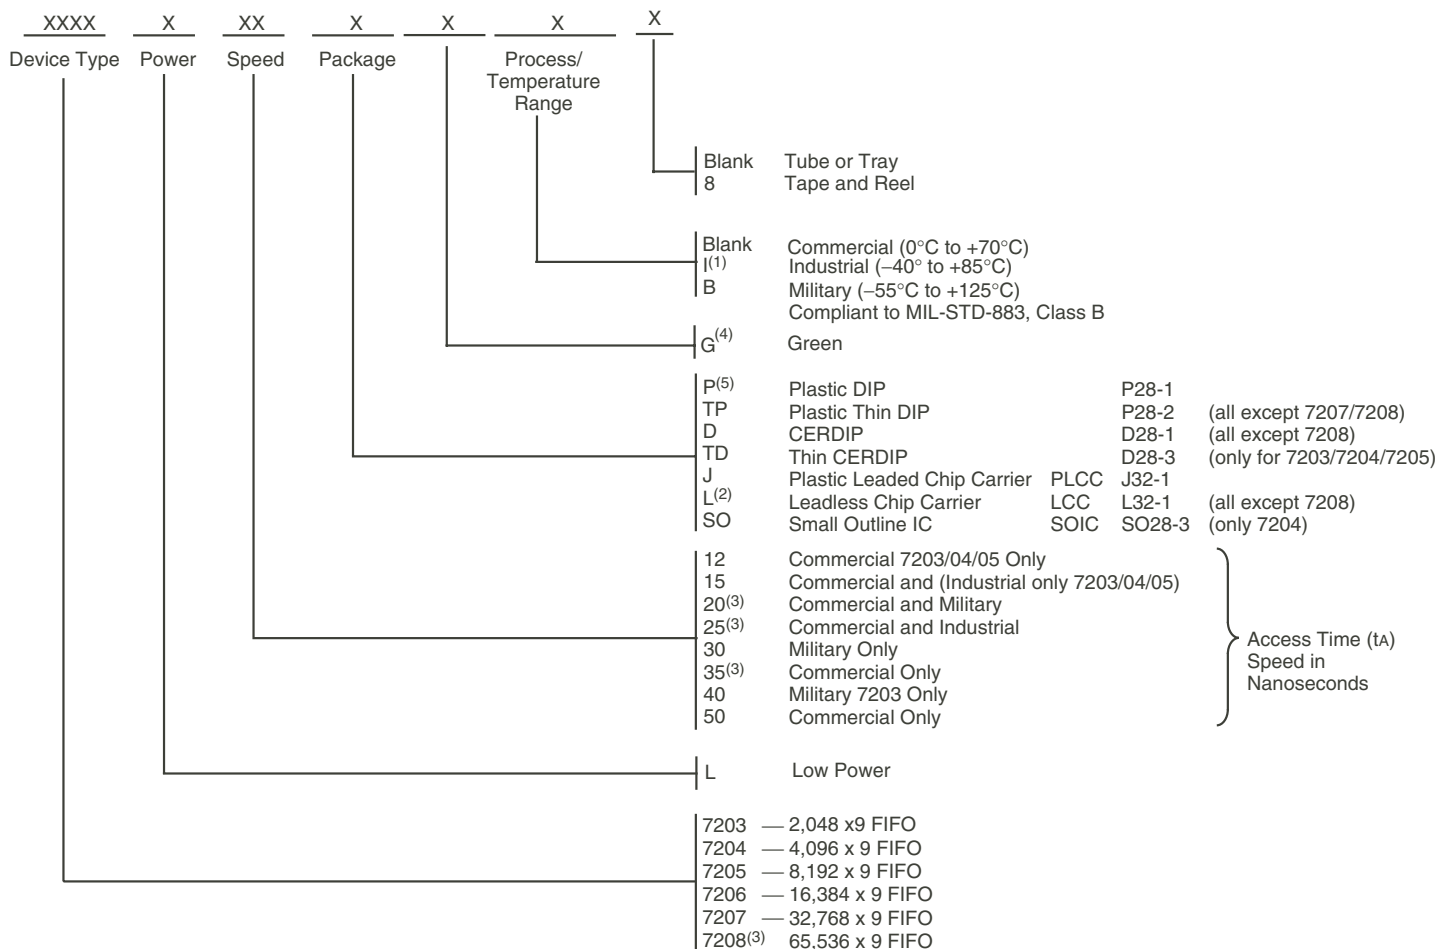 XXXX X XX X X X X
Device Type Power Speed Package Process/
Temperature
Range
Blank Tube or Tray
8 Tape and Reel
Blank Commercial (0°C to +70°C)
I(1) Industrial (–40° to +85°C)
B Military (–55°C to +125°C)
Compliant to MIL-STD-883, Class B
G(4) Green
P(5) Plastic DIP P28-1
TP Plastic Thin DIP P28-2 (all except 7207/7208)
D CERDIP D28-1 (all except 7208)
TD Thin CERDIP D28-3 (only for 7203/7204/7205)
J Plastic Leaded Chip Carrier PLCC J32-1
L(2) Leadless Chip Carrier LCC L32-1 (all except 7208)
SO Small Outline IC SOIC SO28-3 (only 7204)
12 Commercial 7203/04/05 Only
15 Commercial and (Industrial only 7203/04/05)
20(3) Commercial and Military
25(3) Commercial and Industrial
30 Military Only
35(3) Commercial Only
40 Military 7203 Only
50 Commercial Only
Access Time (tA)
Speed in
Nanoseconds
L Low Power
7203 — 2,048 x9 FIFO
7204 — 4,096 x 9 FIFO
7205 — 8,192 x 9 FIFO
7206 — 16,384 x 9 FIFO
7207 — 32,768 x 9 FIFO
7208(3) 65,536 x 9 FIFO